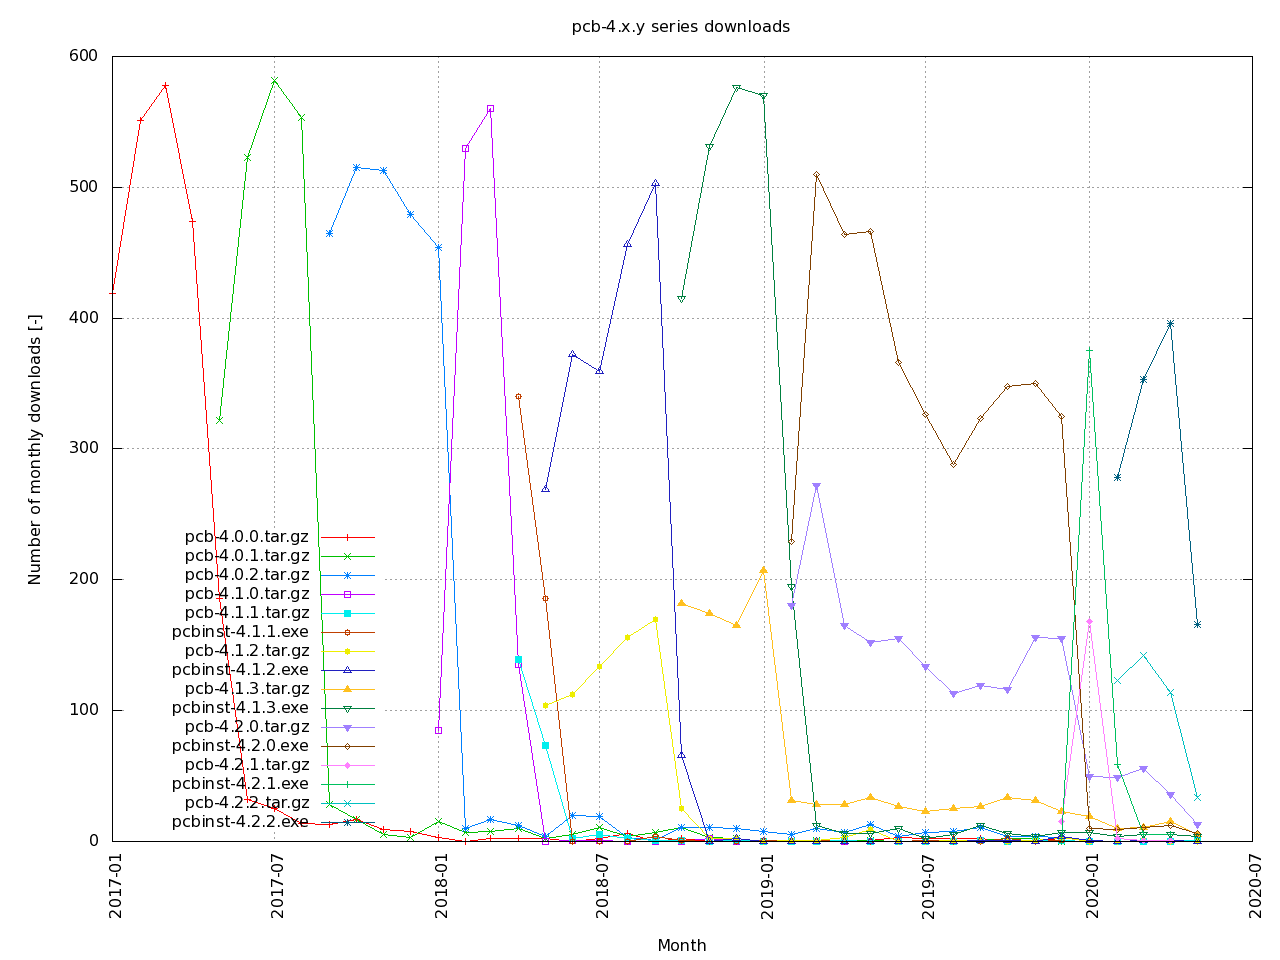 pcb-4.x.y series downloads
600
500
400
300
200
100
0
Number of monthly downloads [-]
pcb-4.0.0.tar.gz
pcb-4.0.1.tar.gz
pcb-4.0.2.tar.gz
pcb-4.1.0.tar.gz
pcb-4.1.1.tar.gz
pcbinst-4.1.1.exe
pcb-4.1.2.tar.gz
pcbinst-4.1.2.exe
pcb-4.1.3.tar.gz
pcbinst-4.1.3.exe
pcb-4.2.0.tar.gz
pcbinst-4.2.0.exe
pcb-4.2.1.tar.gz
pcbinst-4.2.1.exe
pcb-4.2.2.tar.gz
pcbinst-4.2.2.exe
2017-01
2017-07
2018-01
2018-07
2019-01
2019-07
2020-01
2020-07
Month